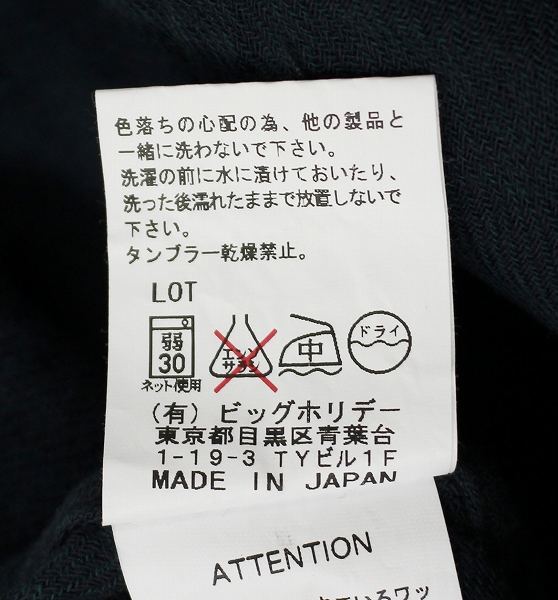 色落ちの心配の為、他の製品と
一緒に洗わないで下さい。
洗濯の前に水に漬けておいたり、
洗った後濡れたままで放置しないで
下さい。
タンブラー乾燥禁止。
LOT
弱
30
ネット使用
エンソ
サラシ
中
ドライ
(有) ビッグホリデー
東京都目黒区青葉台
1-19-3 TYビル1F
MADE IN JAPAN
ATTENTION